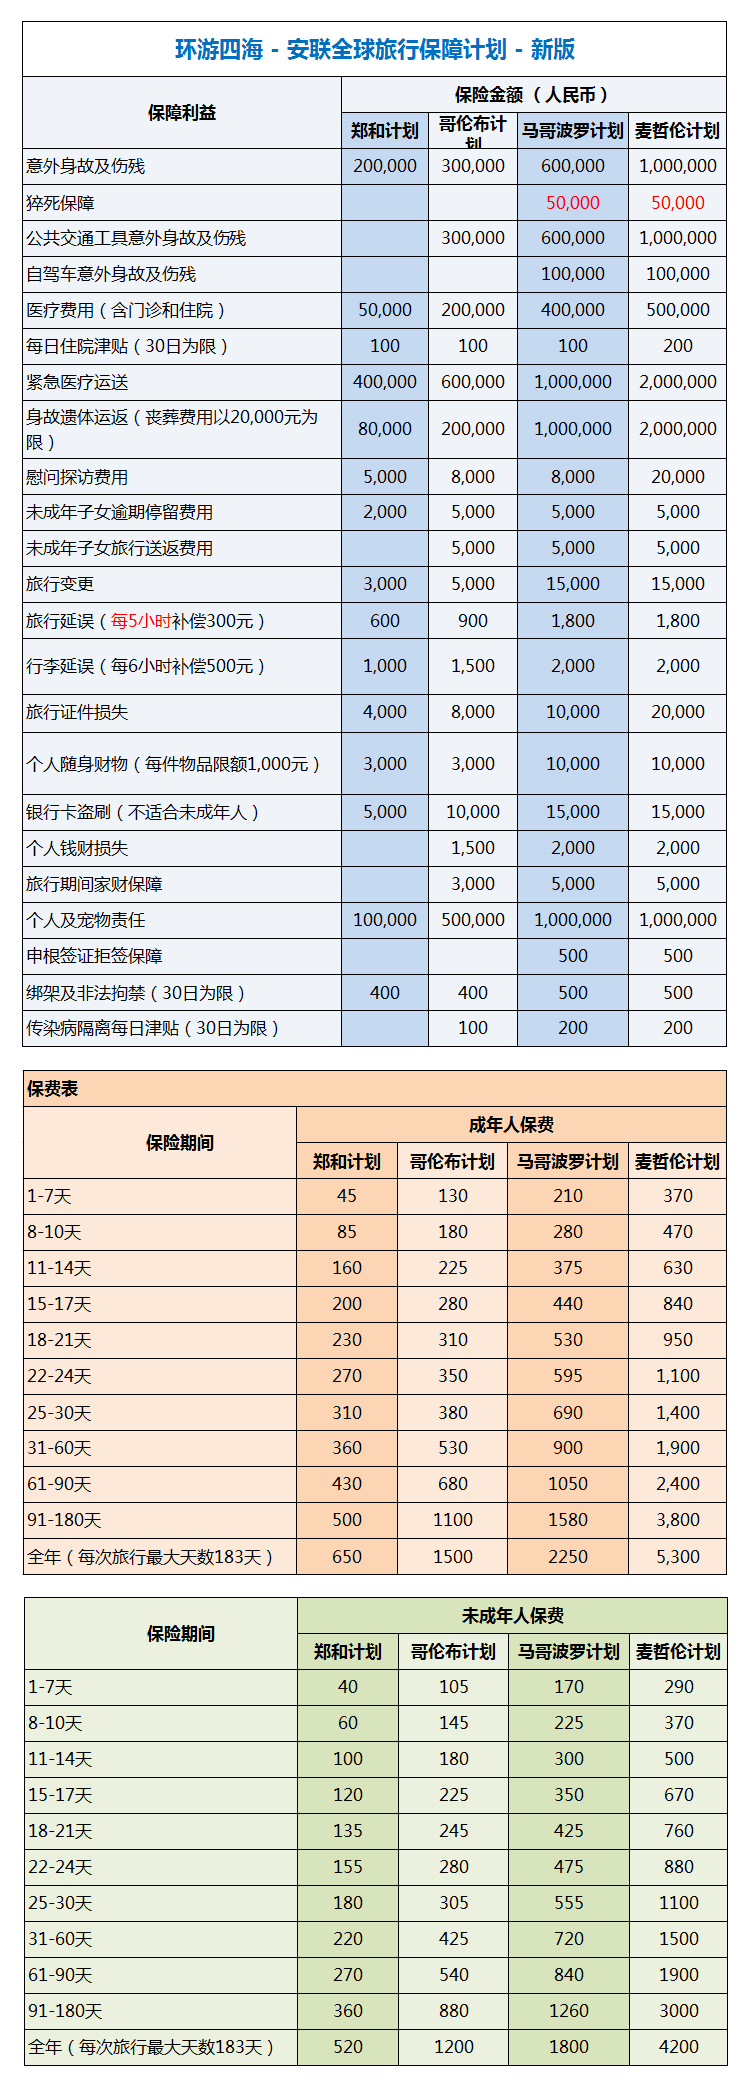 环游四海 - 安联全球旅行保障计划 - 新版
保障利益 保险金额（人民币）
郑和计划 哥伦布计划 马哥波罗计划 麦哲伦计划
意外身故及伤残 200,000 300,000 600,000 1,000,000
猝死保障 50,000 50,000
公共交通工具意外身故及伤残 300,000 600,000 1,000,000
自驾车意外身故及伤残 100,000 100,000
医疗费用（含门诊和住院） 50,000 200,000 400,000 500,000
每日住院津贴（30日为限） 100 100 100 200
紧急医疗运送 400,000 600,000 1,000,000 2,000,000
身故遗体运返（丧葬费用以20,000元为
限） 80,000 200,000 1,000,000 2,000,000
慰问探访费用 5,000 8,000 8,000 20,000
未成年子女逾期停留费用 2,000 5,000 5,000 5,000
未成年子女旅行送返费用 5,000 5,000 5,000
旅行变更 3,000 5,000 15,000 15,000
旅行延误（每5小时补偿300元） 600 900 1,800 1,800
行李延误（每6小时补偿500元） 1,000 1,500 2,000 2,000
旅行证件损失 4,000 8,000 10,000 20,000
个人随身财物（每件物品限额1,000元） 3,000 3,000 10,000 10,000
银行卡盗刷（不适合未成年人） 5,000 10,000 15,000 15,000
个人钱财损失 1,500 2,000 2,000
旅行期间家财保障 3,000 5,000 5,000
个人及宠物责任 100,000 500,000 1,000,000 1,000,000
申根签证拒签保障 500 500
绑架及非法拘禁（30日为限） 400 400 500 500
传染病隔离每日津贴（30日为限） 100 200 200
保费表
保险期间 成年人保费
郑和计划 哥伦布计划 马哥波罗计划 麦哲伦计划
1-7天 45 130 210 370
8-10天 85 180 280 470
11-14天 160 225 375 630
15-17天 200 280 440 840
18-21天 230 310 530 950
22-24天 270 350 595 1,100
25-30天 310 380 690 1,400
31-60天 360 530 900 1,900
61-90天 430 680 1050 2,400
91-180天 500 1100 1580 3,800
全年（每次旅行最大天数183天） 650 1500 2250 5,300
保险期间 未成年人保费
郑和计划 哥伦布计划 马哥波罗计划 麦哲伦计划
1-7天 40 105 170 290
8-10天 60 145 225 370
11-14天 100 180 300 500
15-17天 120 225 350 670
18-21天 135 245 425 760
22-24天 155 280 475 880
25-30天 180 305 555 1100
31-60天 220 425 720 1500
61-90天 270 540 840 1900
91-180天 360 880 1260 3000
全年（每次旅行最大天数183天） 520 1200 1800 4200